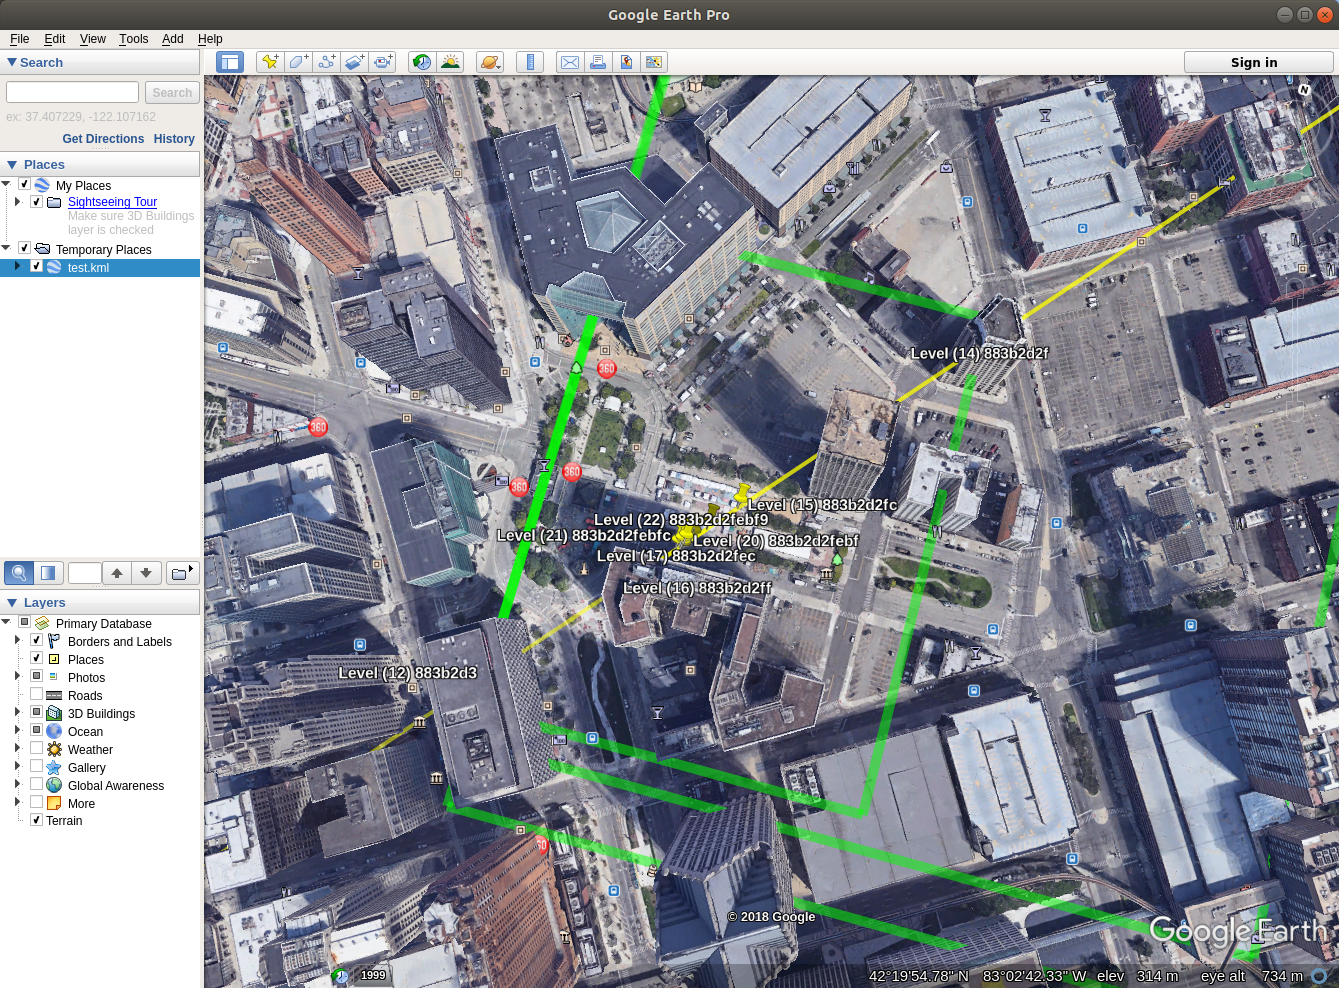 Google Earth Pro
File Edit View Tools Add Help
Search
Sign in
Search
ex: 37.407229, -122.107162
Get Directions History
Places
My Places
Sightseeing Tour
Make sure 3D Buildings
layer is checked
Temporary Places
test.kml
Layers
Primary Database
Borders and Labels
Places
Photos
Roads
3D Buildings
Ocean
Weather
Gallery
Global Awareness
More
Terrain
N
Level (14) 883b2d2f
360
360
360
360
Level (15) 883b2d2fc
Level (22) 883b2d2febf9
Level (21) 883b2d2febfc
Level (20) 883b2d2febf
Level (17) 883b2d2fec
Level (16) 883b2d2ff
Level (12) 883b2d3
© 2018 Google
Google Earth
1999
42°19'54.78" N 83°02'42.33" W elev 314 m eye alt 734 m